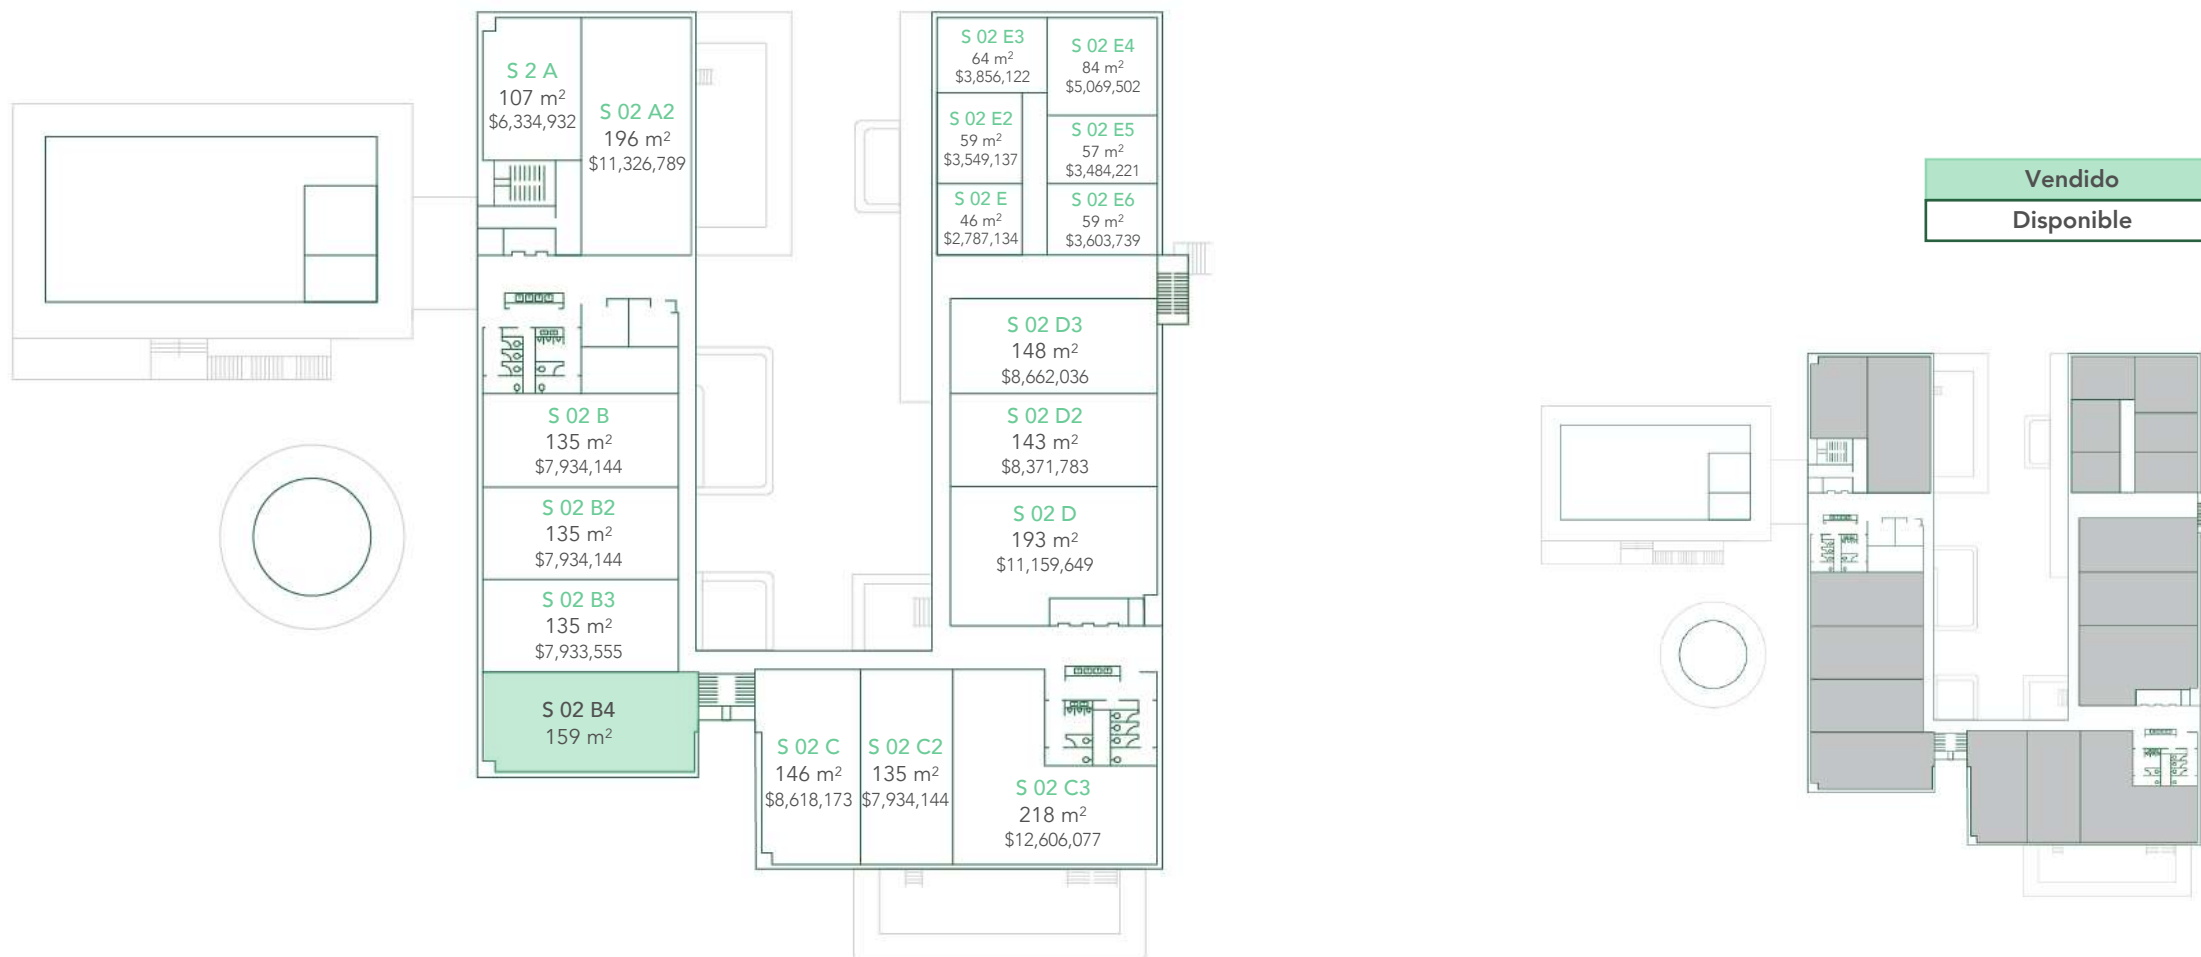 S 2 A
107 m²
$6,334,932
S 02 A2
196 m²
$11,326,789
S 02 E3
64 m²
$3,856,122
S 02 E4
84 m²
$5,069,502
S 02 E2
59 m²
$3,549,137
S 02 E5
57 m²
$3,484,221
S 02 E
46 m²
$2,787,134
S 02 E6
59 m²
$3,603,739
Vendido
Disponible
S 02 D3
148 m²
$8,662,036
S 02 B
135 m²
$7,934,144
S 02 D2
143 m²
$8,371,783
S 02 B2
135 m²
$7,934,144
S 02 D
193 m²
$11,159,649
S 02 B3
135 m²
$7,933,555
S 02 B4
159 m²
S 02 C
146 m²
$8,618,173
S 02 C2
135 m²
$7,934,144
S 02 C3
218 m²
$12,606,077